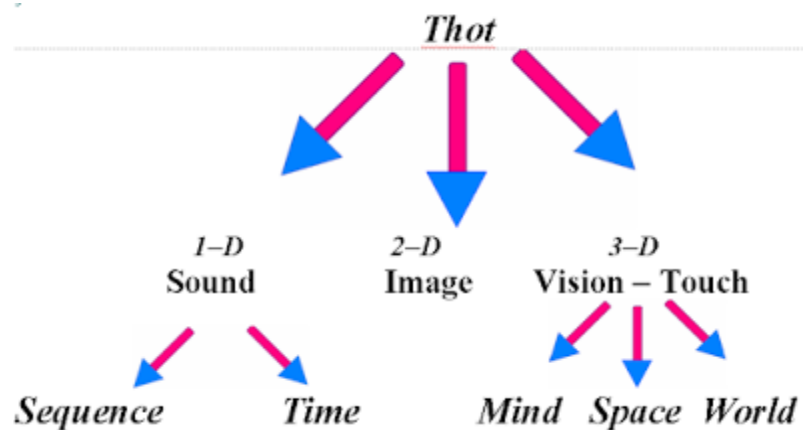 Thot
1–D 2–D 3–D
Sound Image Vision – Touch
Sequence Time Mind Space World